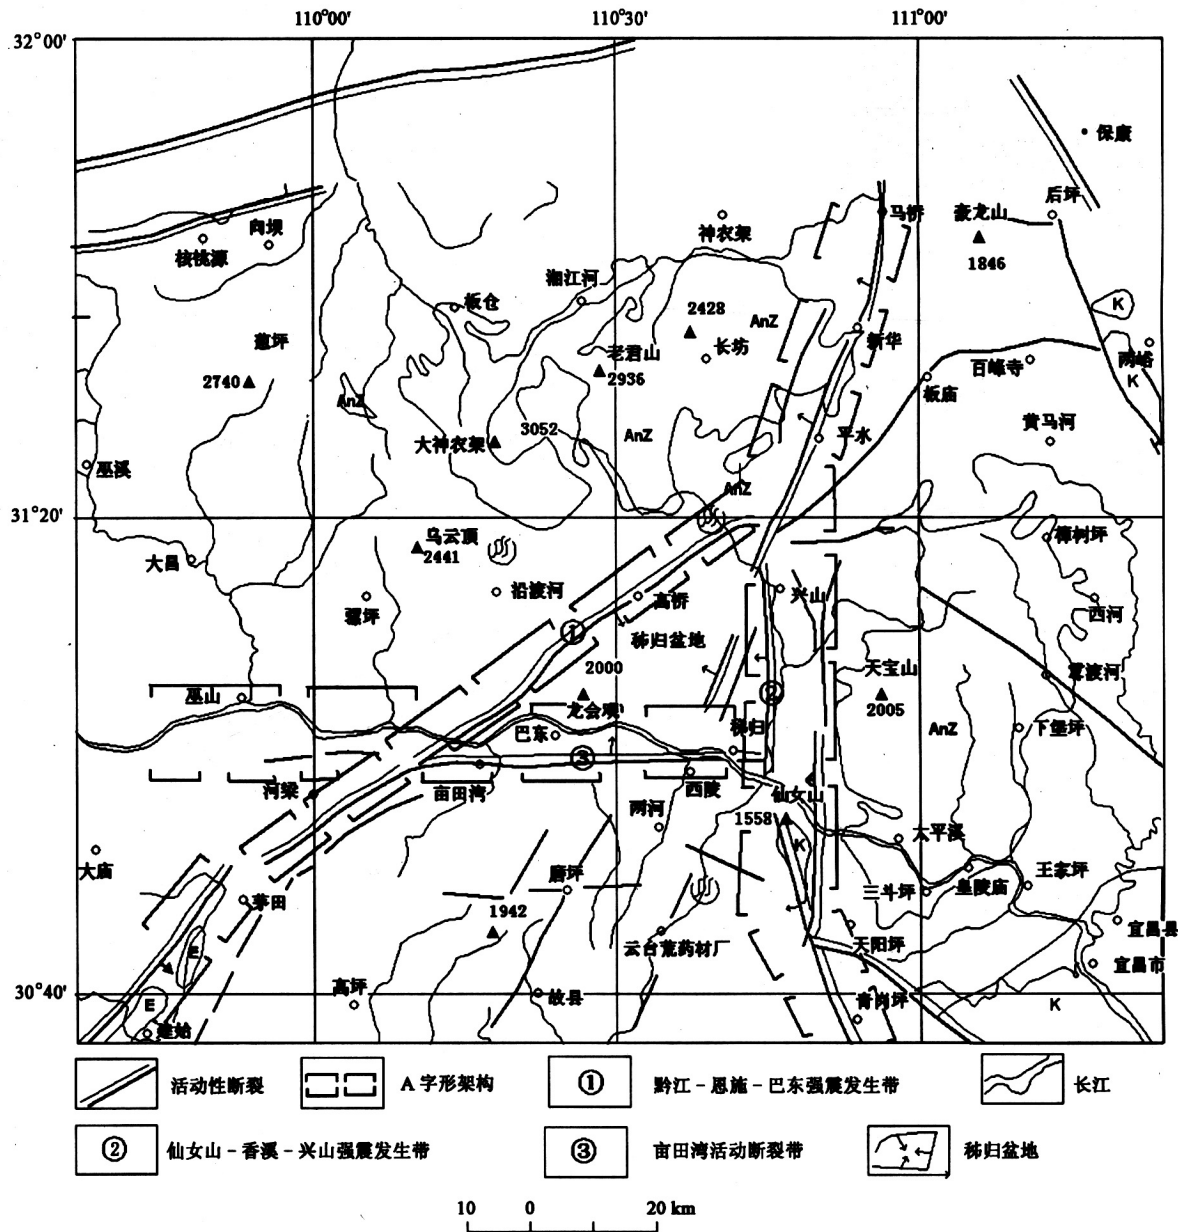 110°00′ 110°30′ 111°00′
32°00′
保康
马桥 豪龙山 后坪
核桃源 向坝 神农架
1846
湘江河
板仓 K
2428
葱坪 AnZ 新华
老君山 长坊 两峪
2740 2936 百峰寺 K
板庙
AnZ
3052 AnZ 黄马河
大神农架 平水
巫溪
AnZ
31°20′
乌云顶 樟树坪
大昌 2441
沿渡河 高桥 兴山 西河
骡坪
① 秭归盆地
2000 天宝山
巫山 ② 雾渡河
龙会观 2005
巴东 秭归 AnZ 下堡坪
③
河梁 亩田湾 西陵 仙女山
两河 1558
K 太平溪
大庙 磨坪 王家坪
茅田 三斗坪 皇陵庙
1942 宜昌县
E 云台荒药材厂 天阳坪
宜昌市
30°40′ 高坪 故县 青岗坪 K
E
建始
活动性断裂 A字形架构 ① 黔江-恩施-巴东强震发生带 长江
② 仙女山-香溪-兴山强震发生带 ③ 亩田湾活动断裂带 秭归盆地
10 0 20 km